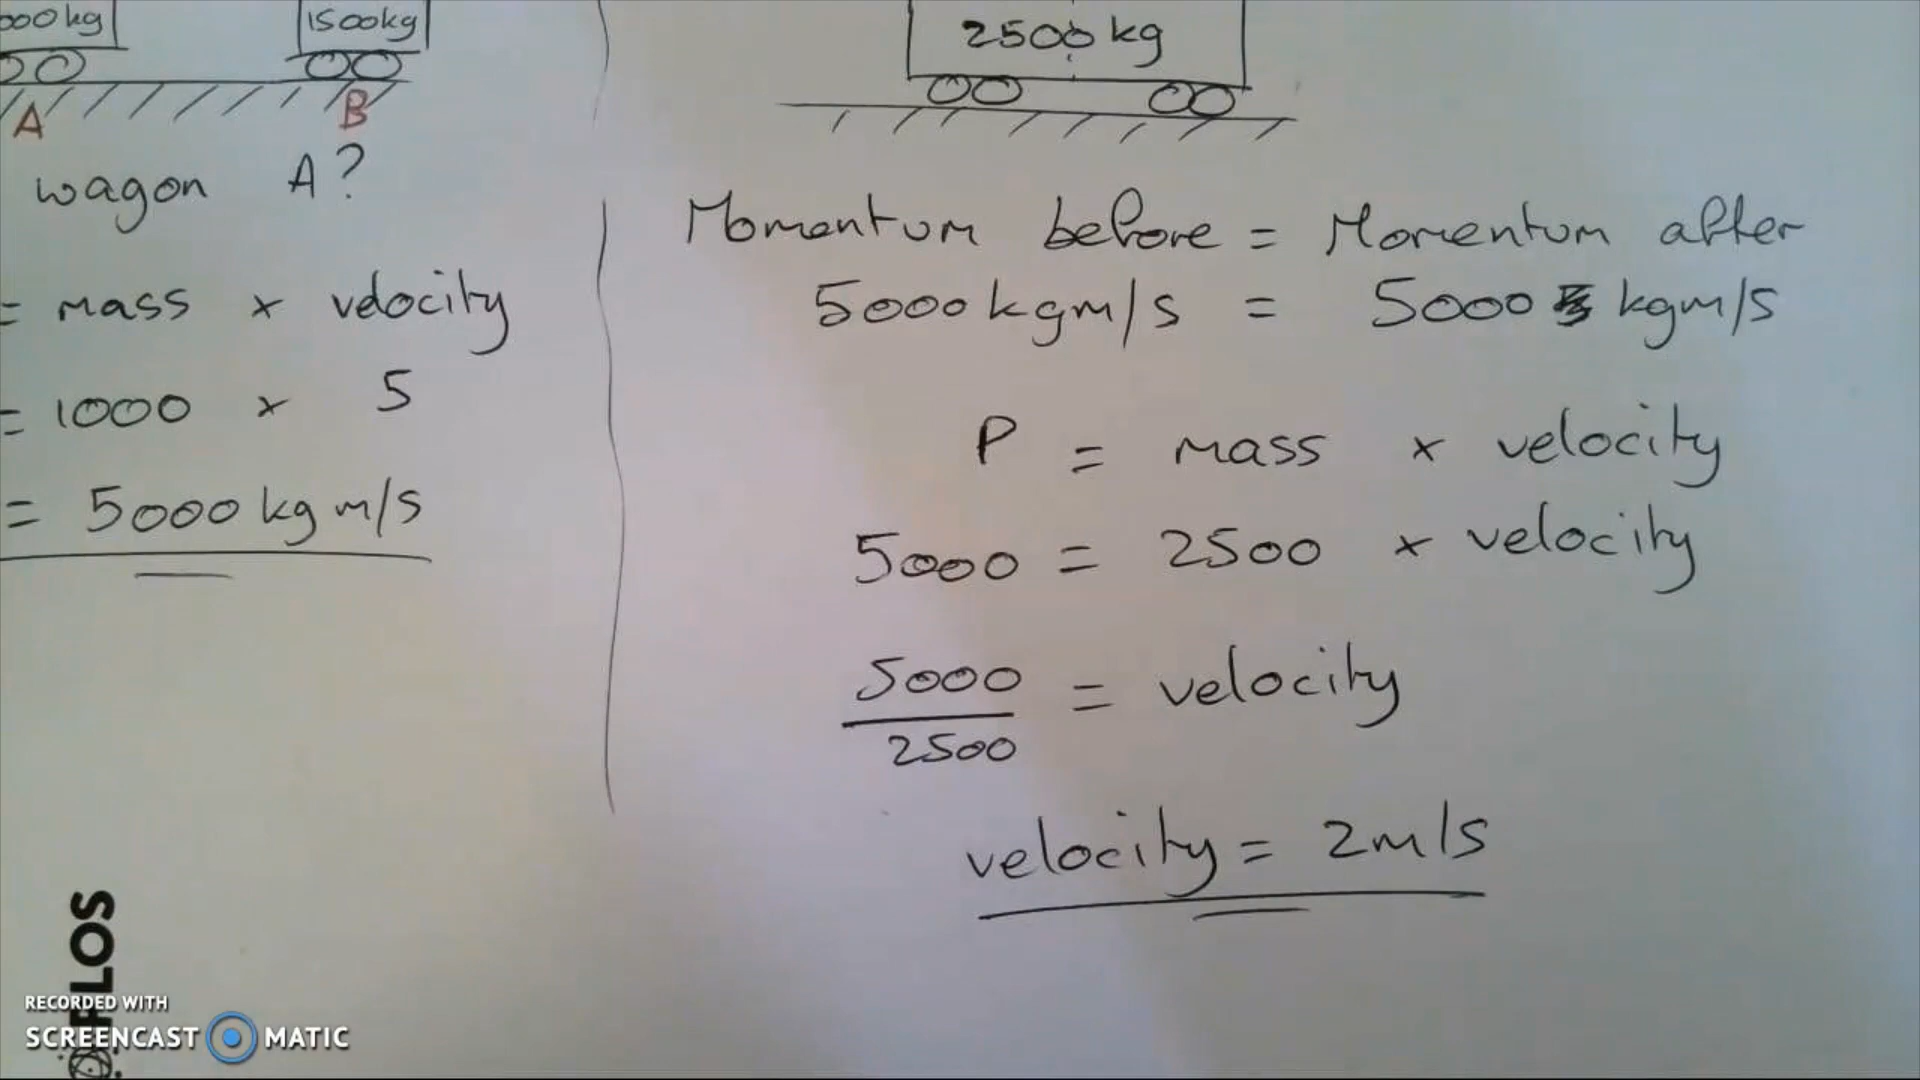 000kg
1500kg
A
B
wagon A?
= mass x velocity
= 1000 x 5
= 5000 kg m/s
2500 kg
Momentum before = Momentum after
5000 kgm/s = 5000 kgm/s
P = mass x velocity
5000 = 2500 x velocity
5000
2500
= velocity
velocity = 2m/s
FLOS
RECORDED WITH
SCREENCAST MATIC